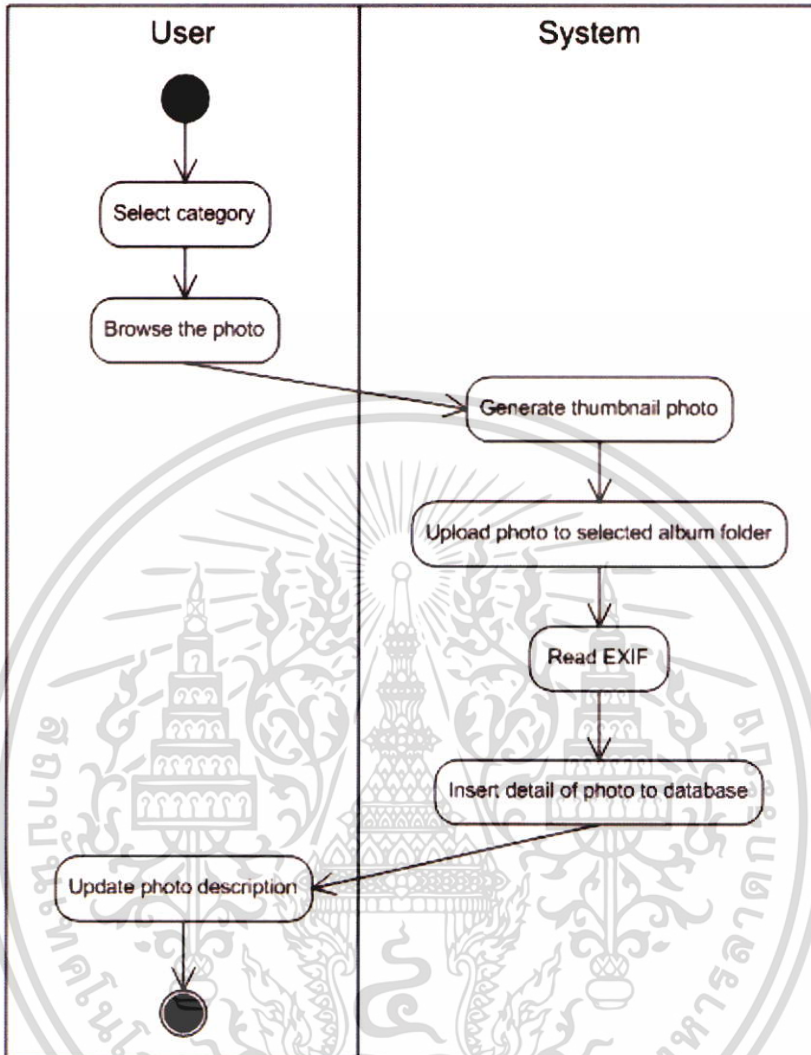 User
System
Select category
Browse the photo
Generate thumbnail photo
Upload photo to selected album folder
Read EXIF
Insert detail of photo to database
Update photo description